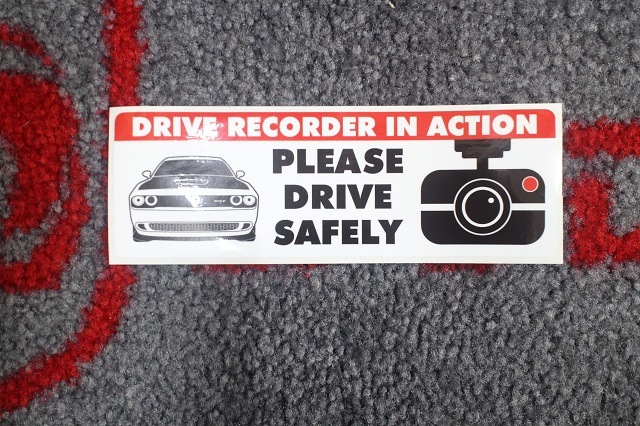 DRIVE RECORDER IN ACTION
PLEASE
DRIVE
SAFELY